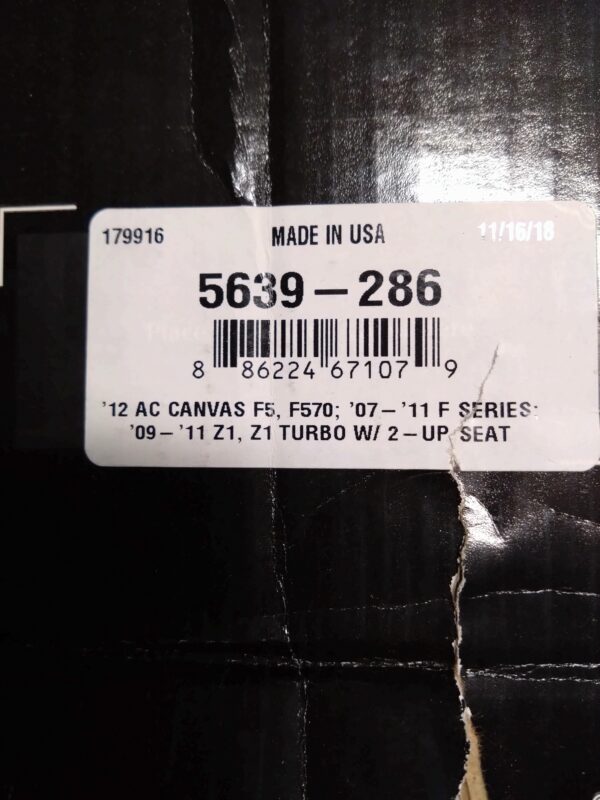 179916 MADE IN USA 11/16/18
5639-286
8 86224 67107 9
'12 AC CANVAS F5, F570; '07-'11 F SERIES;
'09-'11 Z1, Z1 TURBO W/ 2-UP SEAT